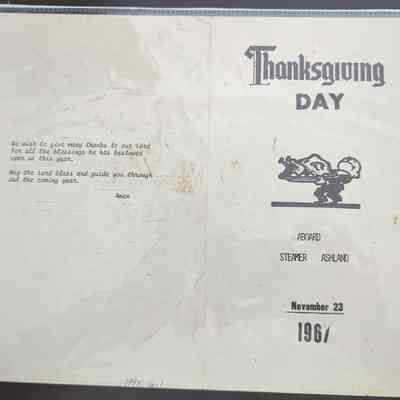 We wish to give many thanks to our Lord
for all the blessings he has bestowed
upon us this year.
May the Lord bless and guide you through
out the coming year.
Amen
Thanksgiving
DAY
ABOARD
STEAMER ASHLAND
November 23
1967